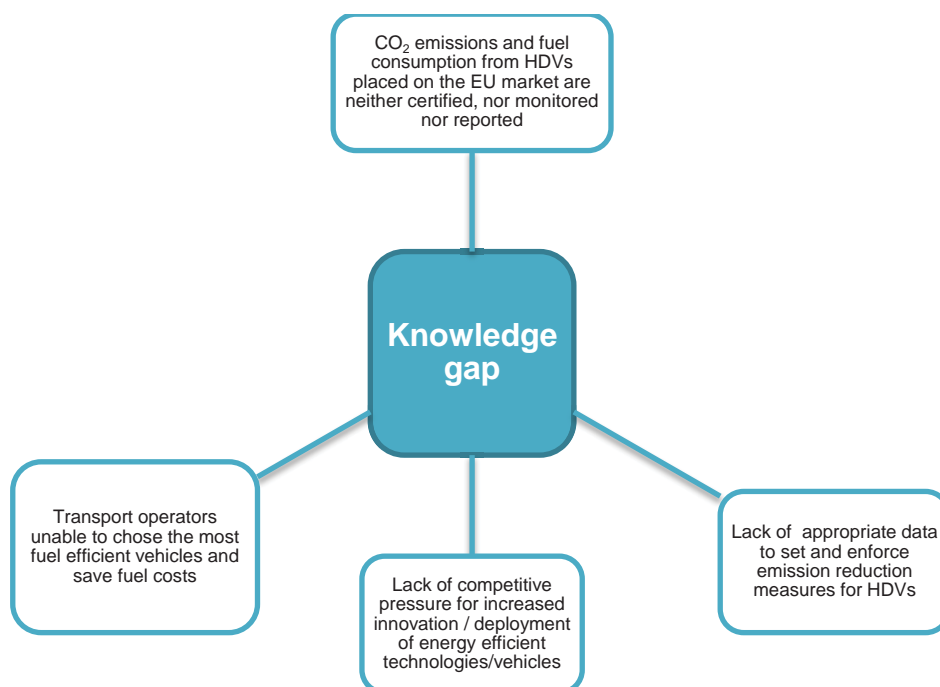 CO₂ emissions and fuel
consumption from HDVs
placed on the EU market are
neither certified, nor monitored
nor reported
Knowledge
gap
Transport operators
unable to chose the most
fuel efficient vehicles and
save fuel costs
Lack of competitive
pressure for increased
innovation / deployment
of energy efficient
technologies/vehicles
Lack of appropriate data
to set and enforce
emission reduction
measures for HDVs